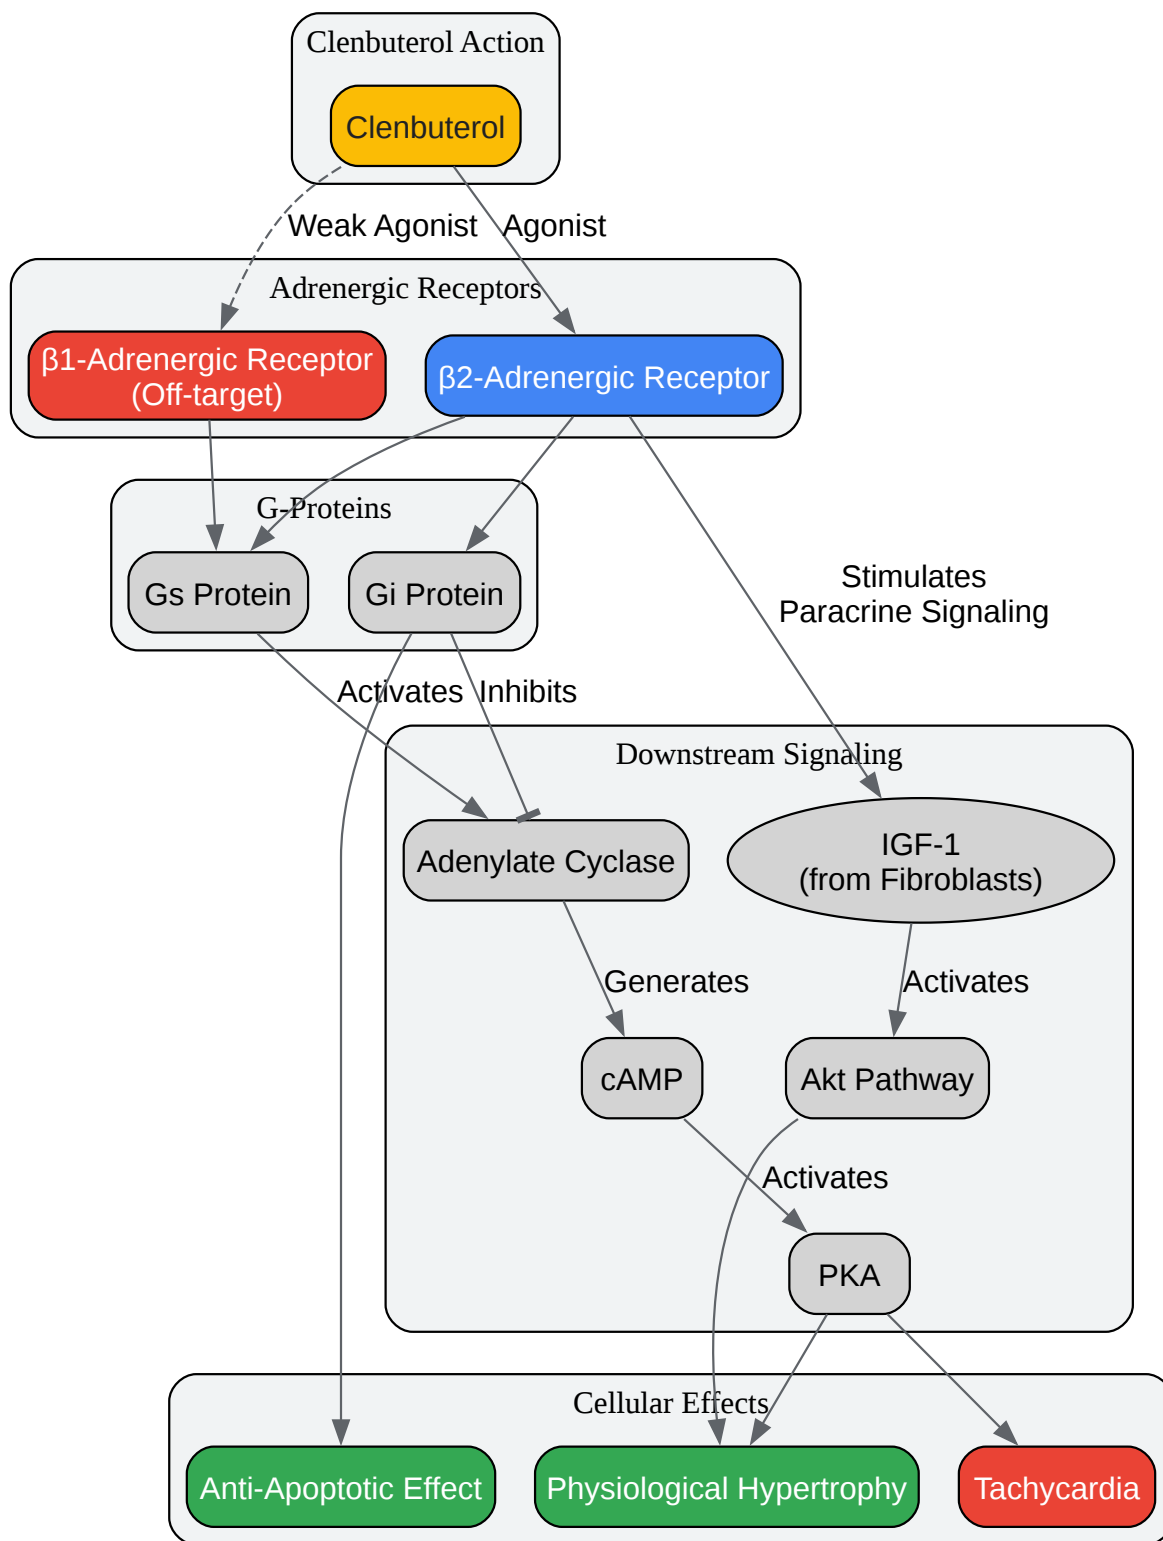 Clenbuterol Action
Clenbuterol
Weak Agonist
Agonist
Adrenergic Receptors
β1-Adrenergic Receptor
(Off-target)
β2-Adrenergic Receptor
G-Proteins
Gs Protein
Gi Protein
Stimulates
Paracrine Signaling
Activates
Inhibits
Downstream Signaling
Adenylate Cyclase
IGF-1
(from Fibroblasts)
Generates
Activates
cAMP
Akt Pathway
Activates
PKA
Cellular Effects
Anti-Apoptotic Effect
Physiological Hypertrophy
Tachycardia